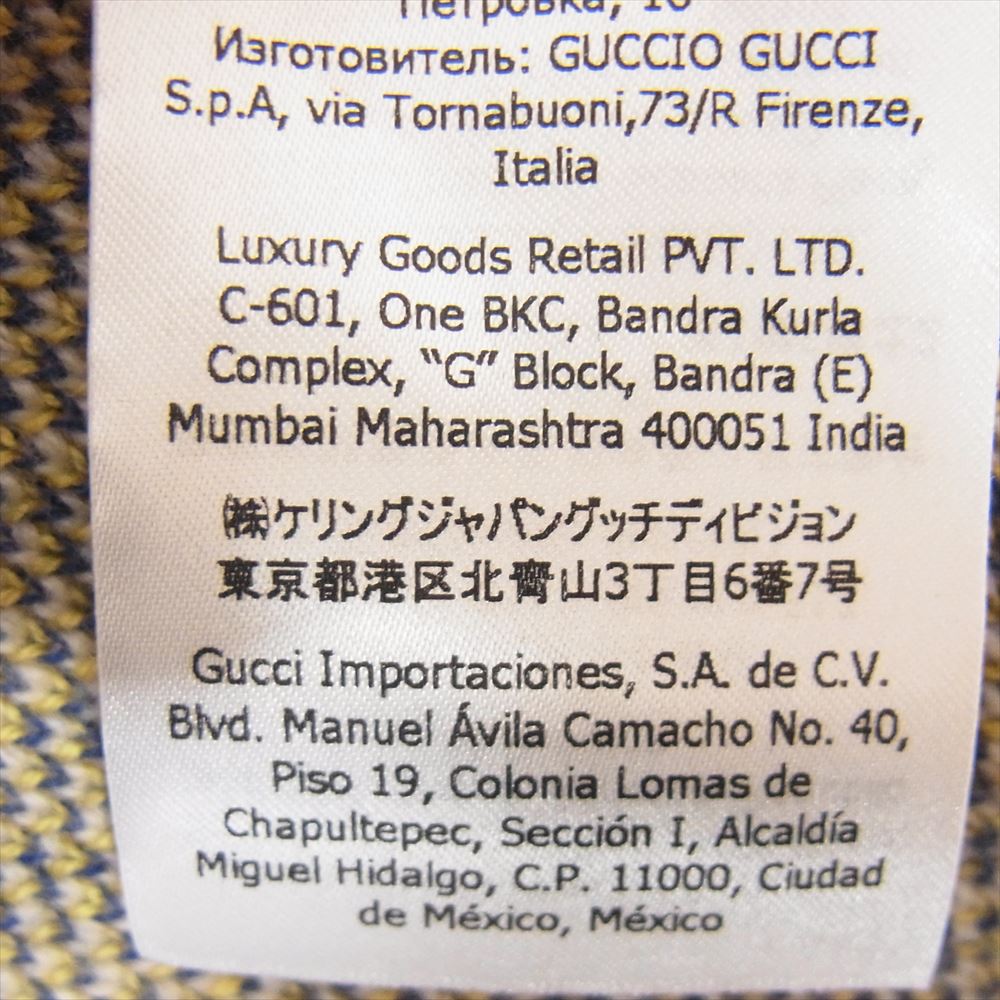 Петровка, 16
Изготовитель: GUCCIO GUCCI
S.p.A, via Tornabuoni,73/R Firenze,
Italia
Luxury Goods Retail PVT. LTD.
C-601, One BKC, Bandra Kurla
Complex, “G” Block, Bandra (E)
Mumbai Maharashtra 400051 India
㈱ケリングジャパングッチディビジョン
東京都港区北青山3丁目6番7号
Gucci Importaciones, S.A. de C.V.
Blvd. Manuel Ávila Camacho No. 40,
Piso 19, Colonia Lomas de
Chapultepec, Sección I, Alcaldía
Miguel Hidalgo, C.P. 11000, Ciudad
de México, México